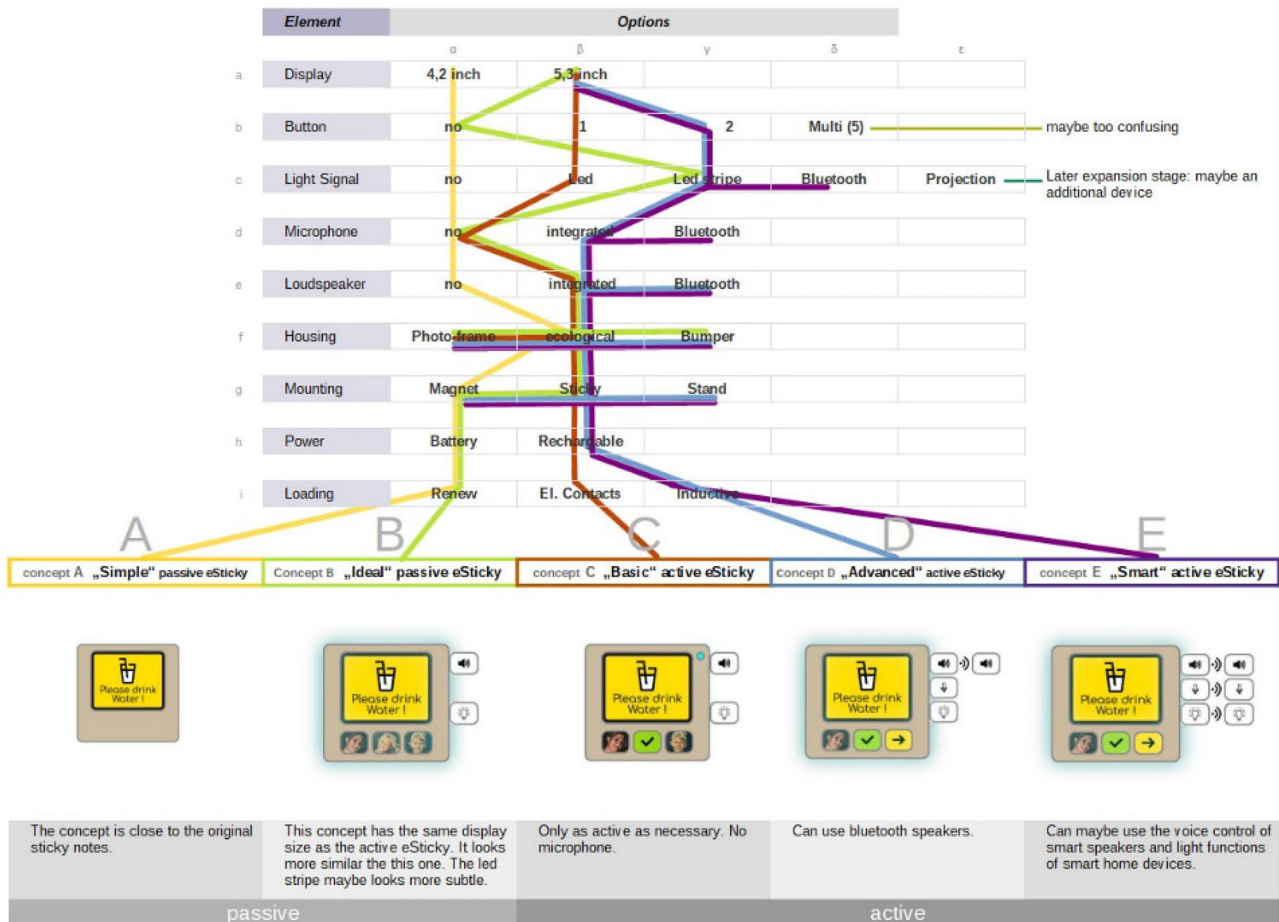 Element Options
α β γ δ ε
a Display 4,2 inch 5,3 inch
b Button no 1 2 Multi (5) maybe too confusing
c Light Signal no Led Led stripe Bluetooth Projection Later expansion stage: maybe an
additional device
d Microphone no integrated Bluetooth
e Loudspeaker no integrated Bluetooth
f Housing Photo-frame ecological Bumper
g Mounting Magnet Sticky Stand
h Power Battery Rechargable
i Loading Renew El. Contacts Inductive
A B C D E
concept A „Simple“ passive eSticky
Concept B „Ideal“ passive eSticky
concept C „Basic“ active eSticky
Concept D „Advanced“ active eSticky
concept E „Smart“ active eSticky
Please drink
Water !
Please drink
Water !
Please drink
Water !
Please drink
Water !
Please drink
Water !
The concept is close to the original
sticky notes.
This concept has the same display
size as the active eSticky. It looks
more similar the this one. The led
stripe maybe looks more subtle.
Only as active as necessary. No
microphone.
Can use bluetooth speakers.
Can maybe use the voice control of
smart speakers and light functions
of smart home devices.
passive active